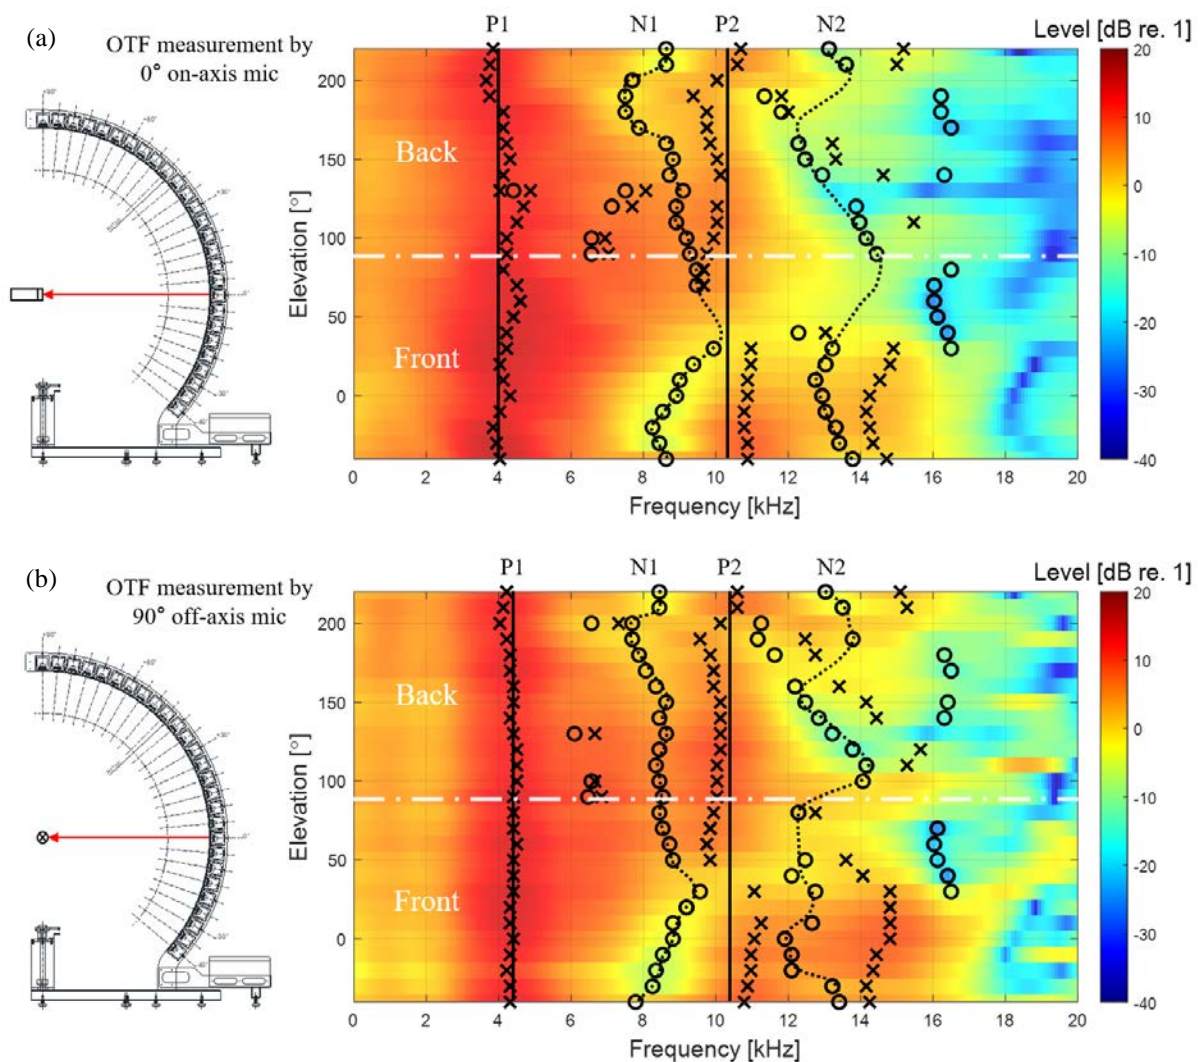 (a)
OTF measurement by
0° on-axis mic
P1 N1 P2 N2
Level [dB re. 1]
Elevation [°]
200
150
100
50
0
Back
Front
0 2 4 6 8 10 12 14 16 18 20
Frequency [kHz]
20
10
0
-10
-20
-30
-40
(b)
OTF measurement by
90° off-axis mic
P1 N1 P2 N2
Level [dB re. 1]
Elevation [°]
200
150
100
50
0
Back
Front
0 2 4 6 8 10 12 14 16 18 20
Frequency [kHz]
20
10
0
-10
-20
-30
-40